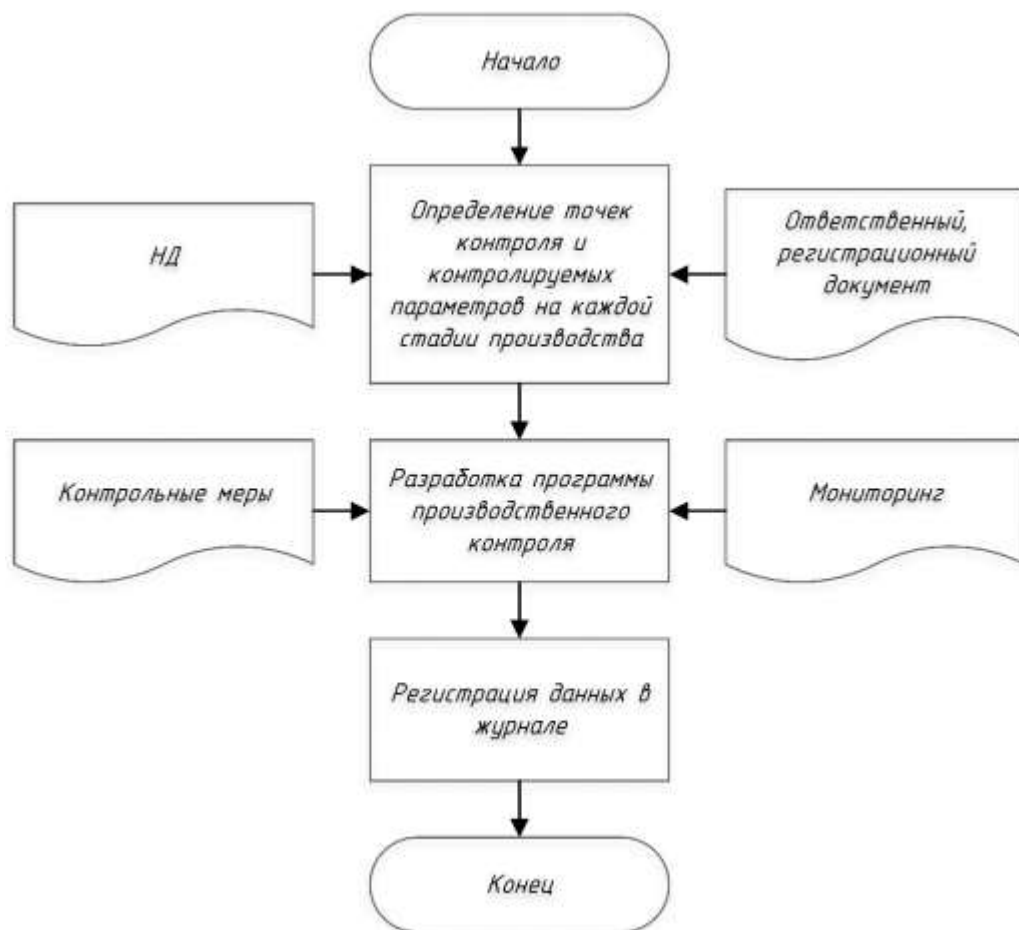 Начало
НД
Определение точек
контроля и
контролируемых
параметров на каждой
стадии производства
Ответственный,
регистрационный
документ
Контрольные меры
Разработка программы
производственного
контроля
Мониторинг
Регистрация данных в
журнале
Конец